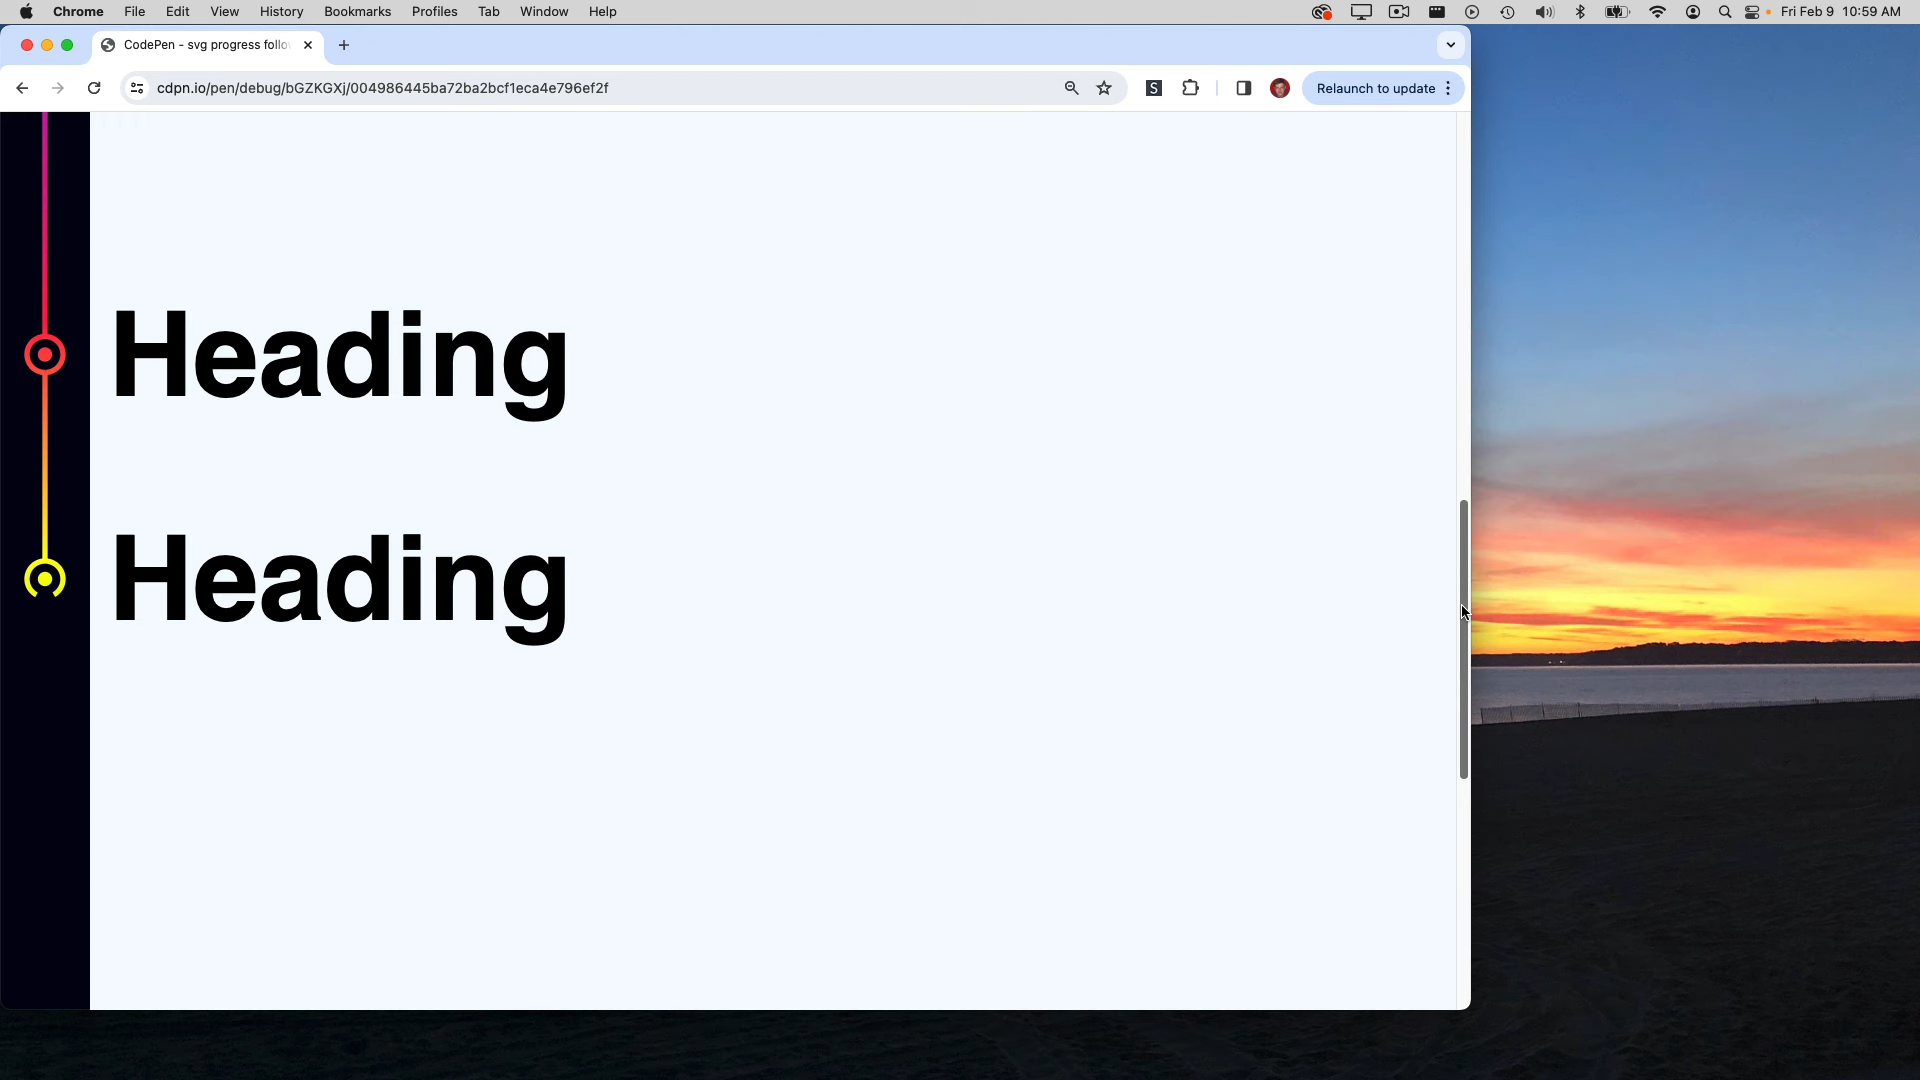 Chrome File Edit View History Bookmarks Profiles Tab Window Help Fri Feb 9 10:59 AM
CodePen - svg progress follo
cdpn.io/pen/debug/bGZKGXj/004986445ba72ba2bcf1eca4e796ef2f S Relaunch to update
Heading
Heading